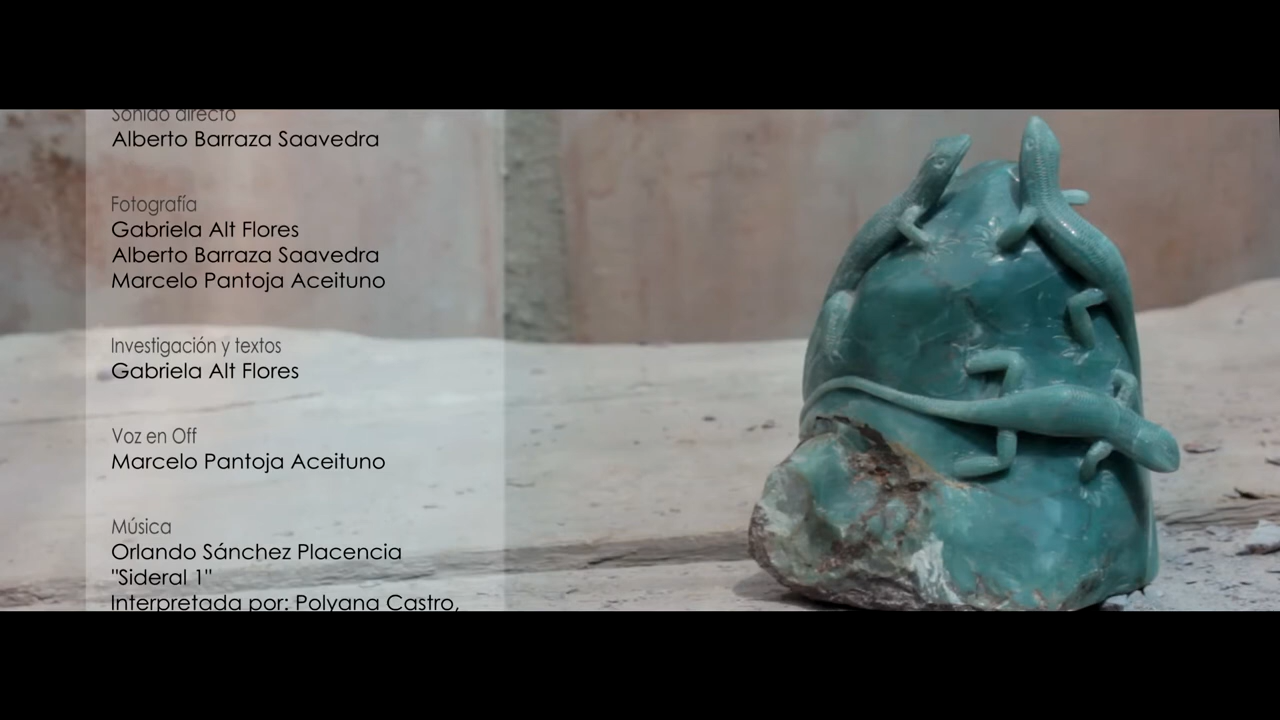 Sonido directo
Alberto Barraza Saavedra
Fotografía
Gabriela Alt Flores
Alberto Barraza Saavedra
Marcelo Pantoja Aceituno
Investigación y textos
Gabriela Alt Flores
Voz en Off
Marcelo Pantoja Aceituno
Música
Orlando Sánchez Placencia
"Sideral 1"
Interpretada por: Polyana Castro,